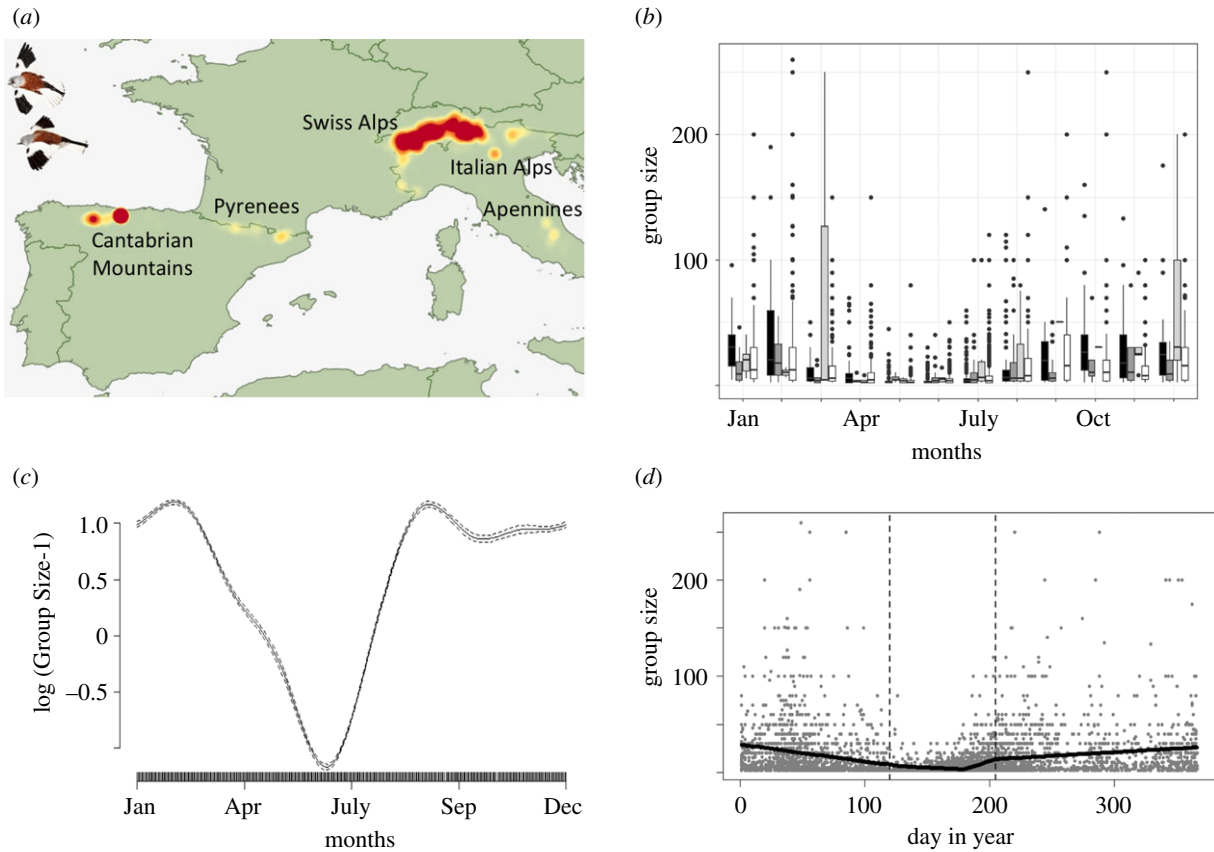 (a)
Swiss Alps
Italian Alps
Pyrenees
Apennines
Cantabrian
Mountains
(b)
group size
200
100
Jan
Apr
July
Oct
months
(c)
log (Group Size-1)
1.0
0.5
0
–0.5
Jan
Apr
July
Sep
Dec
months
(d)
group size
200
100
0
100
200
300
day in year